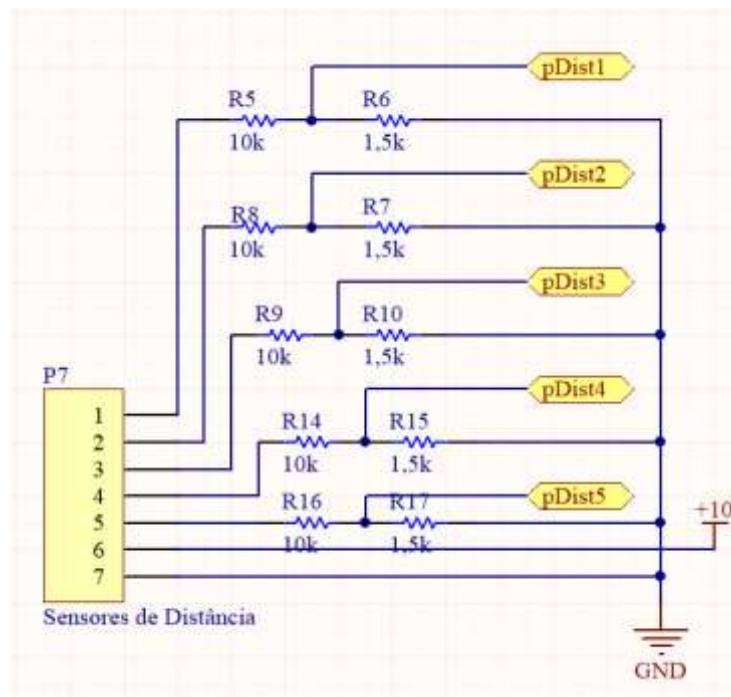 pDist1
R5 R6
10k 1,5k
pDist2
R8 R7
10k 1,5k
pDist3
R9 R10
10k 1,5k
P7
pDist4
1
R14 R15
2
3
10k 1,5k
4
R16 R17
pDist5
5
+10
6
10k 1,5k
7
Sensores de Distância
GND